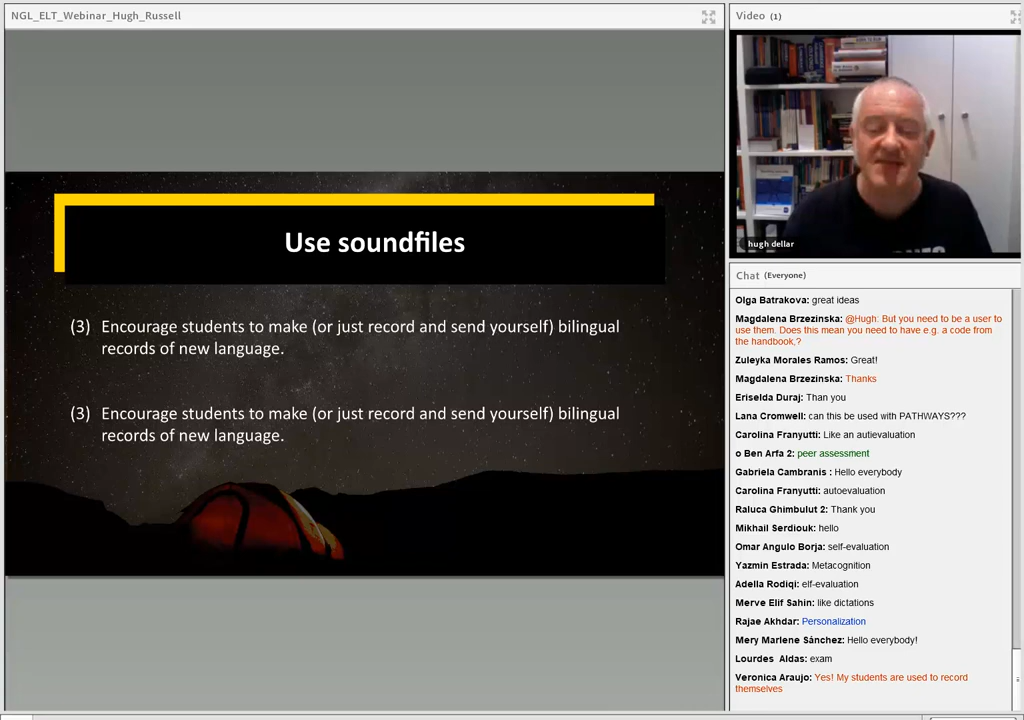 NGL_ELT_Webinar_Hugh_Russell
Use soundfiles
(3) Encourage students to make (or just record and send yourself) bilingual
records of new language.
(3) Encourage students to make (or just record and send yourself) bilingual
records of new language.
Video (1)
hugh dellar
Chat (Everyone)
Olga Batrakova: great ideas
Magdalena Brzezinska: @Hugh: But you need to be a user to
use them. Does this mean you need to have e.g. a code from
the handbook,?
Zuleyka Morales Ramos: Great!
Magdalena Brzezinska: Thanks
Eriselda Duraj: Than you
Lana Cromwell: can this be used with PATHWAYS???
Carolina Franyutti: Like an autievaluation
o Ben Arfa 2: peer assessment
Gabriela Cambranis : Hello everybody
Carolina Franyutti: autoevaluation
Raluca Ghimbulut 2: Thank you
Mikhail Serdiouk: hello
Omar Angulo Borja: self-evaluation
Yazmin Estrada: Metacognition
Adella Rodiqi: elf-evaluation
Merve Elif Sahin: like dictations
Rajae Akhdar: Personalization
Mery Marlene Sánchez: Hello everybody!
Lourdes Aldas: exam
Veronica Araujo: Yes! My students are used to record
themselves